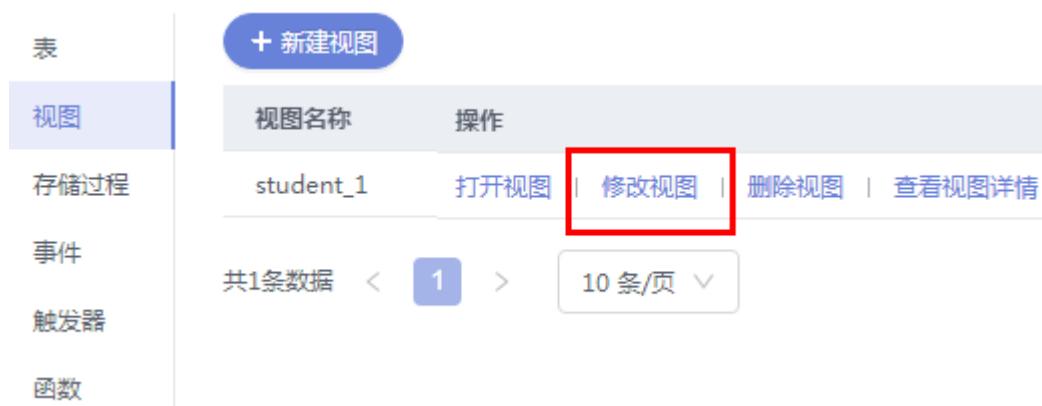 表
视图
存储过程
事件
触发器
函数
+ 新建视图
视图名称 操作
student_1 打开视图 | 修改视图 | 删除视图 | 查看视图详情
共1条数据 < 1 > 10 条/页